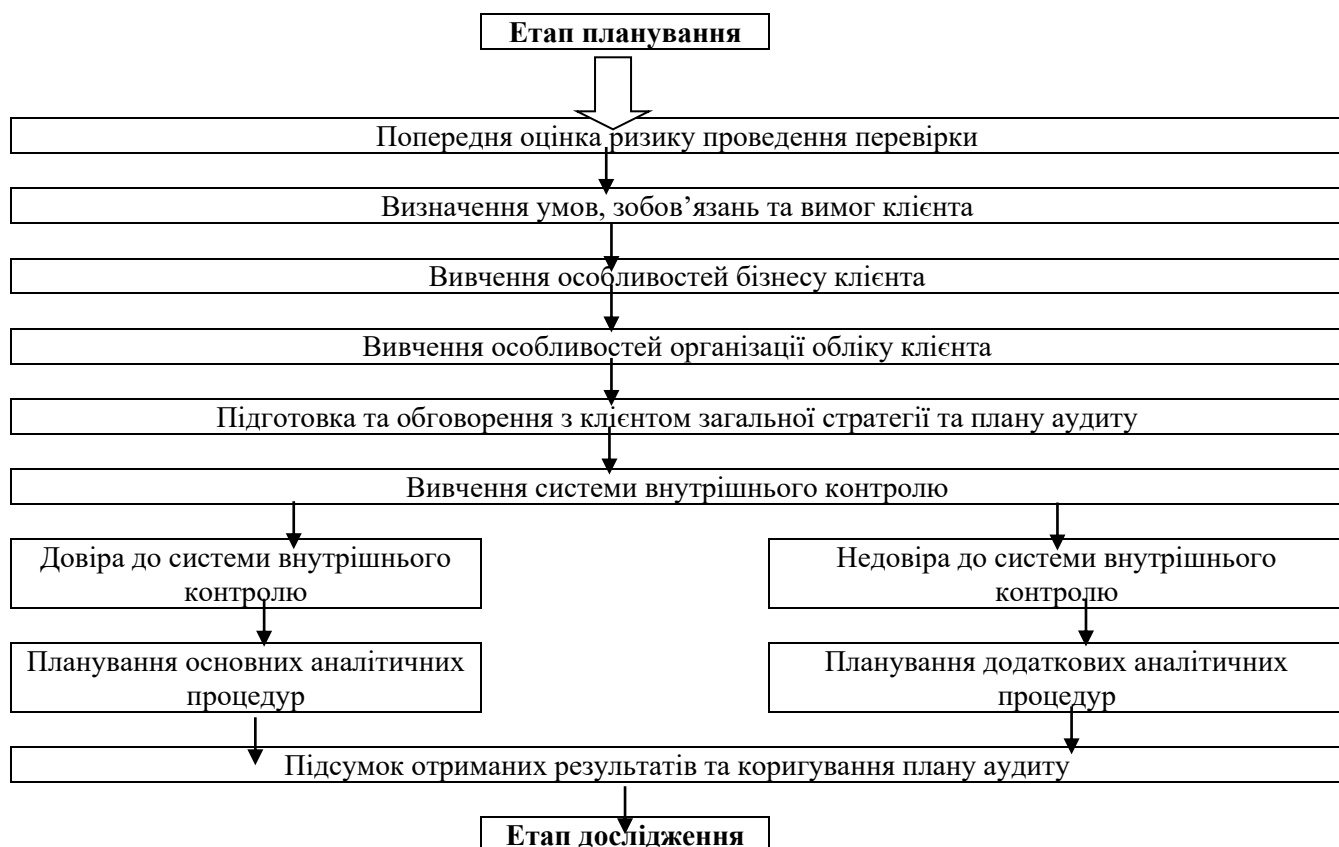 Етап планування
Попередня оцінка ризику проведення перевірки
Визначення умов, зобов’язань та вимог клієнта
Вивчення особливостей бізнесу клієнта
Вивчення особливостей організації обліку клієнта
Підготовка та обговорення з клієнтом загальної стратегії та плану аудиту
Вивчення системи внутрішнього контролю
Довіра до системи внутрішнього
контролю
Недовіра до системи внутрішнього
контролю
Планування основних аналітичних
процедур
Планування додаткових аналітичних
процедур
Підсумок отриманих результатів та коригування плану аудиту
Етап дослідження